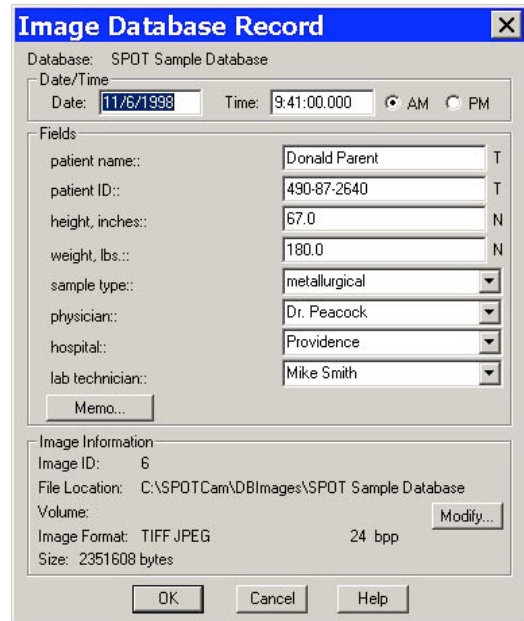 Image Database Record
Database: SPOT Sample Database
Date/Time
Date: 11/6/1998 Time: 9:41:00.000 AM PM
Fields
patient name:: Donald Parent T
patient ID:: 490-87-2640 T
height, inches:: 67.0 N
weight, lbs.:: 180.0 N
sample type:: metallurgical
physician:: Dr. Peacock
hospital:: Providence
lab technician:: Mike Smith
Memo...
Image Information
Image ID: 6
File Location: C:\SPOTCam\DBImages\SPOT Sample Database
Volume:
Modify...
Image Format: TIFF JPEG 24 bpp
Size: 2351608 bytes
OK Cancel Help